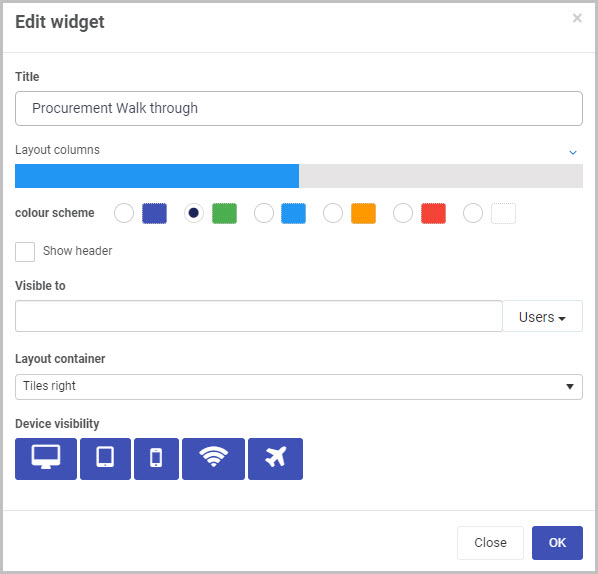 Edit widget
Title
Procurement Walk through
Layout columns
colour scheme
Show header
Visible to
Users
Layout container
Tiles right
Device visibility
Close OK